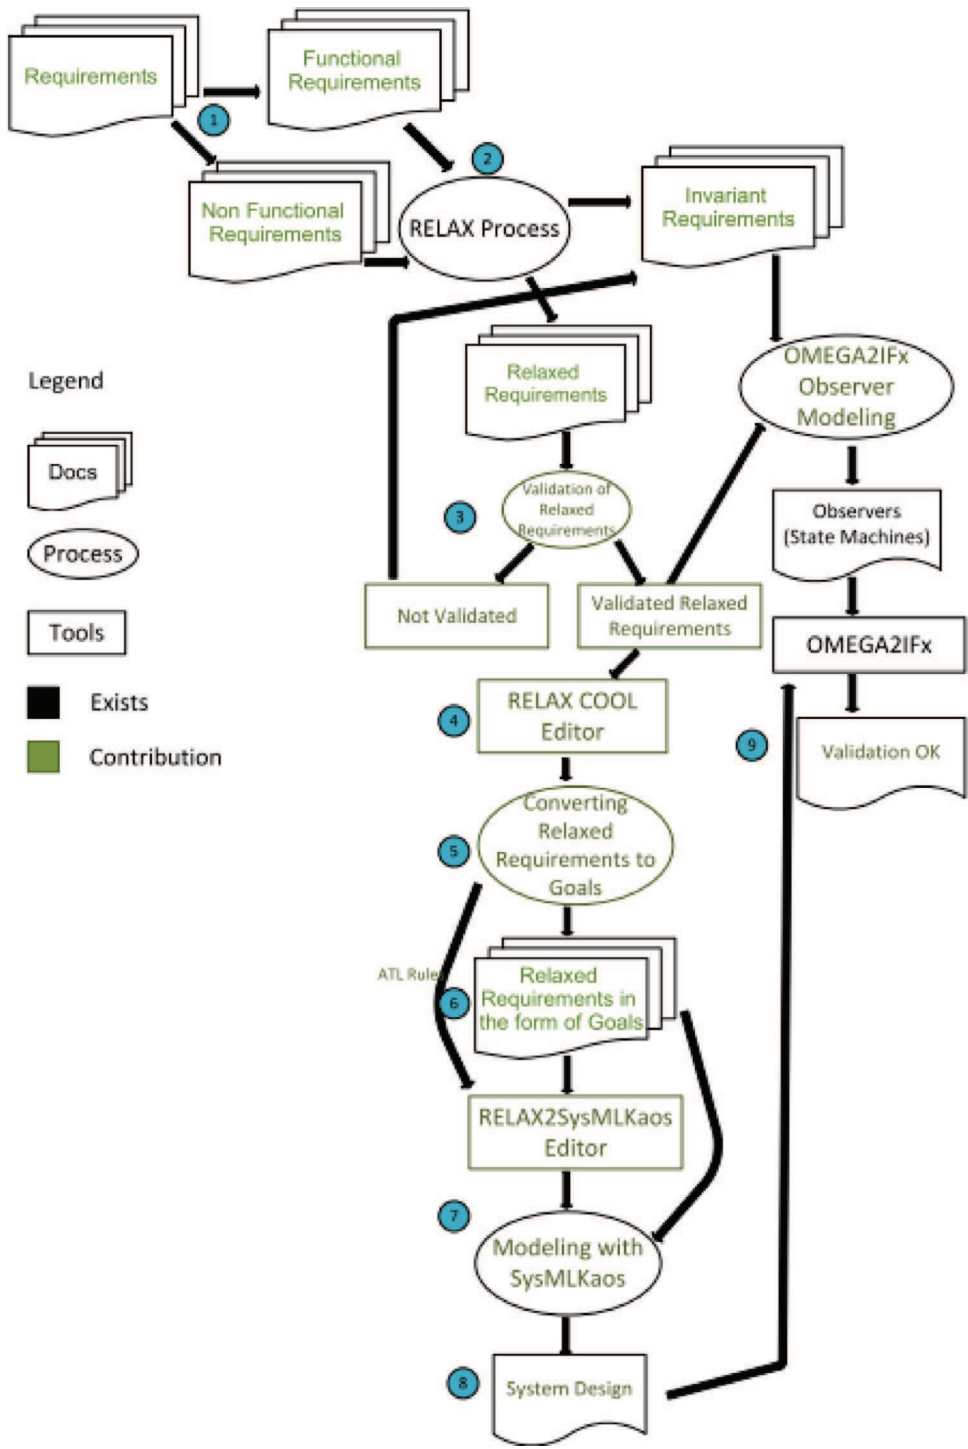 Requirements
Functional
Requirements
1
2
Non Functional
Requirements
RELAX Process
Invariant
Requirements
Relaxed
Requirements
OMEGA2IFx
Observer
Modeling
Legend
Docs
Process
Tools
Exists
Contribution
3
Validation of
Relaxed
Requirements
Observers
(State Machines)
Not Validated
Validated Relaxed
Requirements
OMEGA2IFx
4
RELAX COOL
Editor
9
Validation OK
5
Converting
Relaxed
Requirements to
Goals
ATL Rule
6
Relaxed
Requirements in
the form of Goals
RELAX2SysMLKaos
Editor
7
Modeling with
SysMLKaos
8
System Design